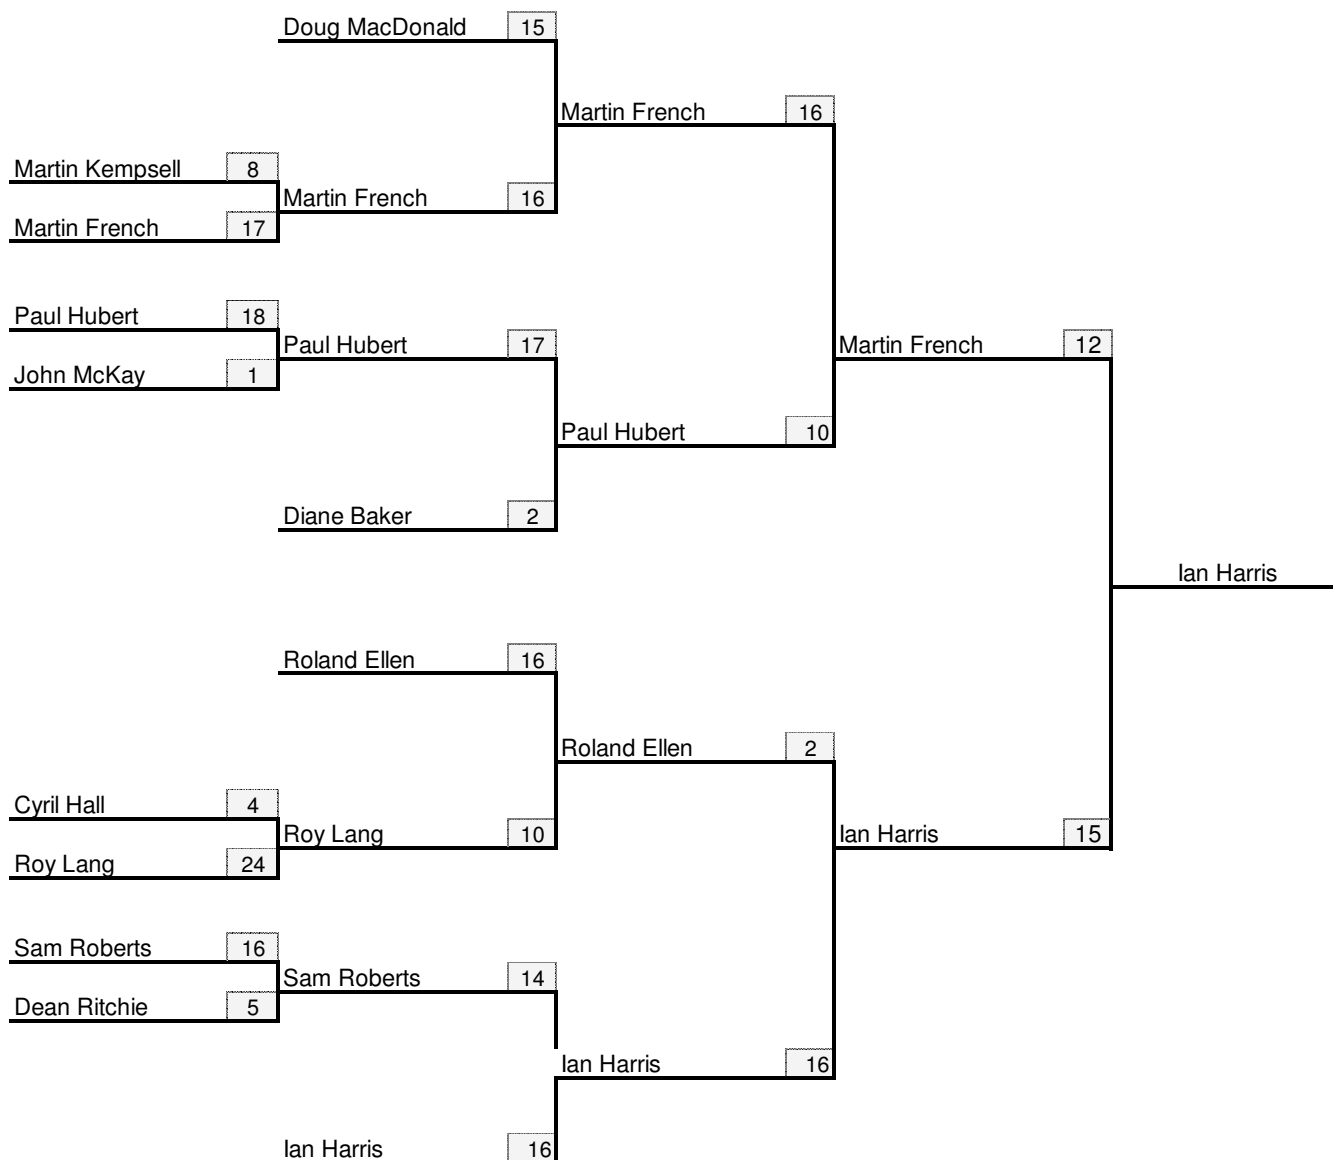 Doug MacDonald 15
Martin French 16
Martin Kempsell 8
Martin French 16
Martin French 17
Paul Hubert 18
Paul Hubert 17
Martin French 12
John McKay 1
Paul Hubert 10
Diane Baker 2
Ian Harris
Roland Ellen 16
Roland Ellen 2
Cyril Hall 4
Roy Lang 10
Ian Harris 15
Roy Lang 24
Sam Roberts 16
Sam Roberts 14
Dean Ritchie 5
Ian Harris 16
Ian Harris 16